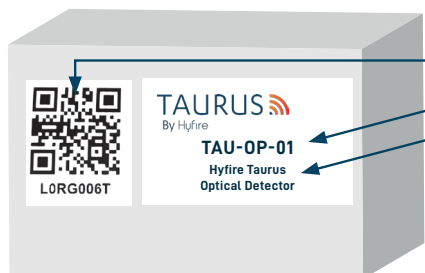 L0RG006T
TAURUS
By Hyfire
TAU-OP-01
Hyfire Taurus
Optical Detector